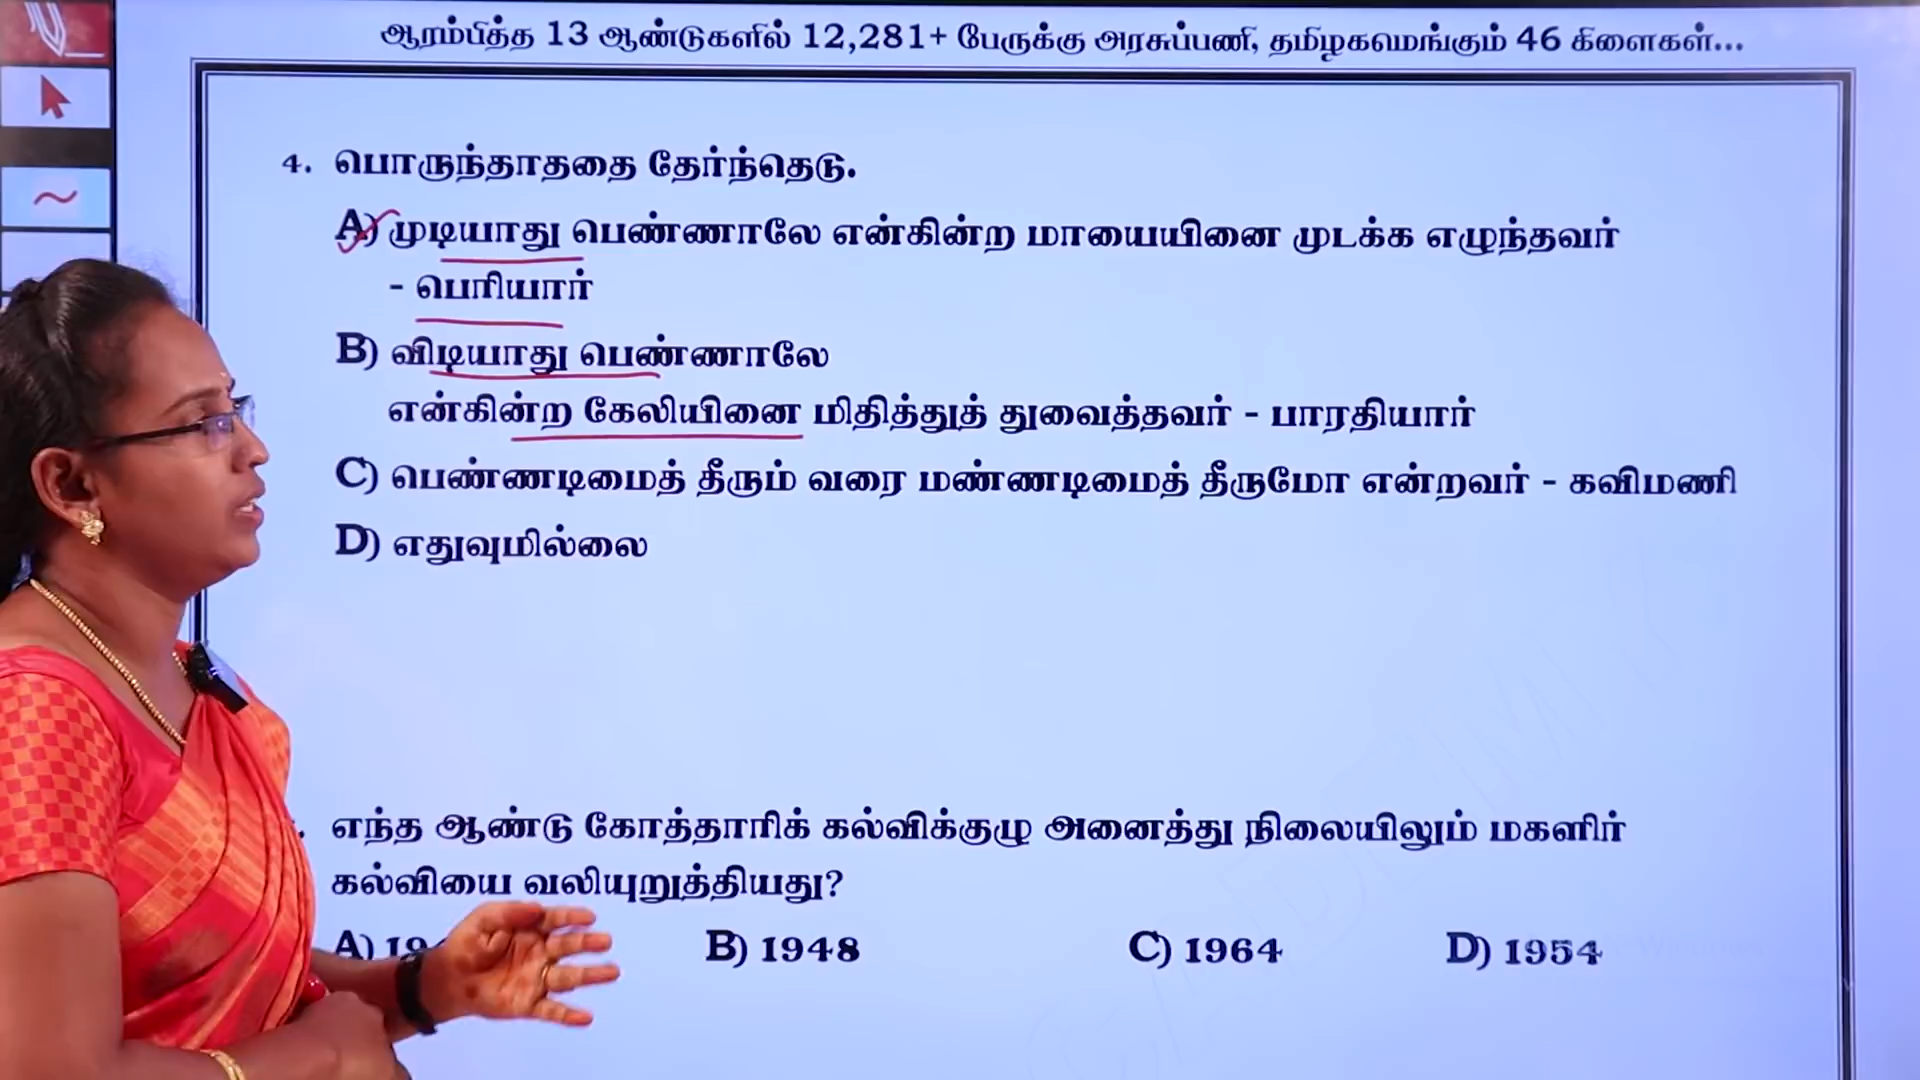 ஆரம்பித்த 13 ஆண்டுகளில் 12,281+ பேருக்கு அரசுப்பணி, தமிழகமெங்கும் 46 கிளைகள்...
4. பொருந்தாததை தேர்ந்தெடு.
A) முடியாது பெண்ணாலே என்கின்ற மாயையினை முடக்க எழுந்தவர்
- பெரியார்
B) விடியாது பெண்ணாலே
என்கின்ற கேலியினை மிதித்துத் துவைத்தவர் - பாரதியார்
C) பெண்ணடிமைத் தீரும் வரை மண்ணடிமைத் தீருமோ என்றவர் - கவிமணி
D) எதுவுமில்லை
எந்த ஆண்டு கோத்தாரிக் கல்விக்குழு அனைத்து நிலையிலும் மகளிர்
கல்வியை வலியுறுத்தியது?
A) B) 1948 C) 1964 D) 1954